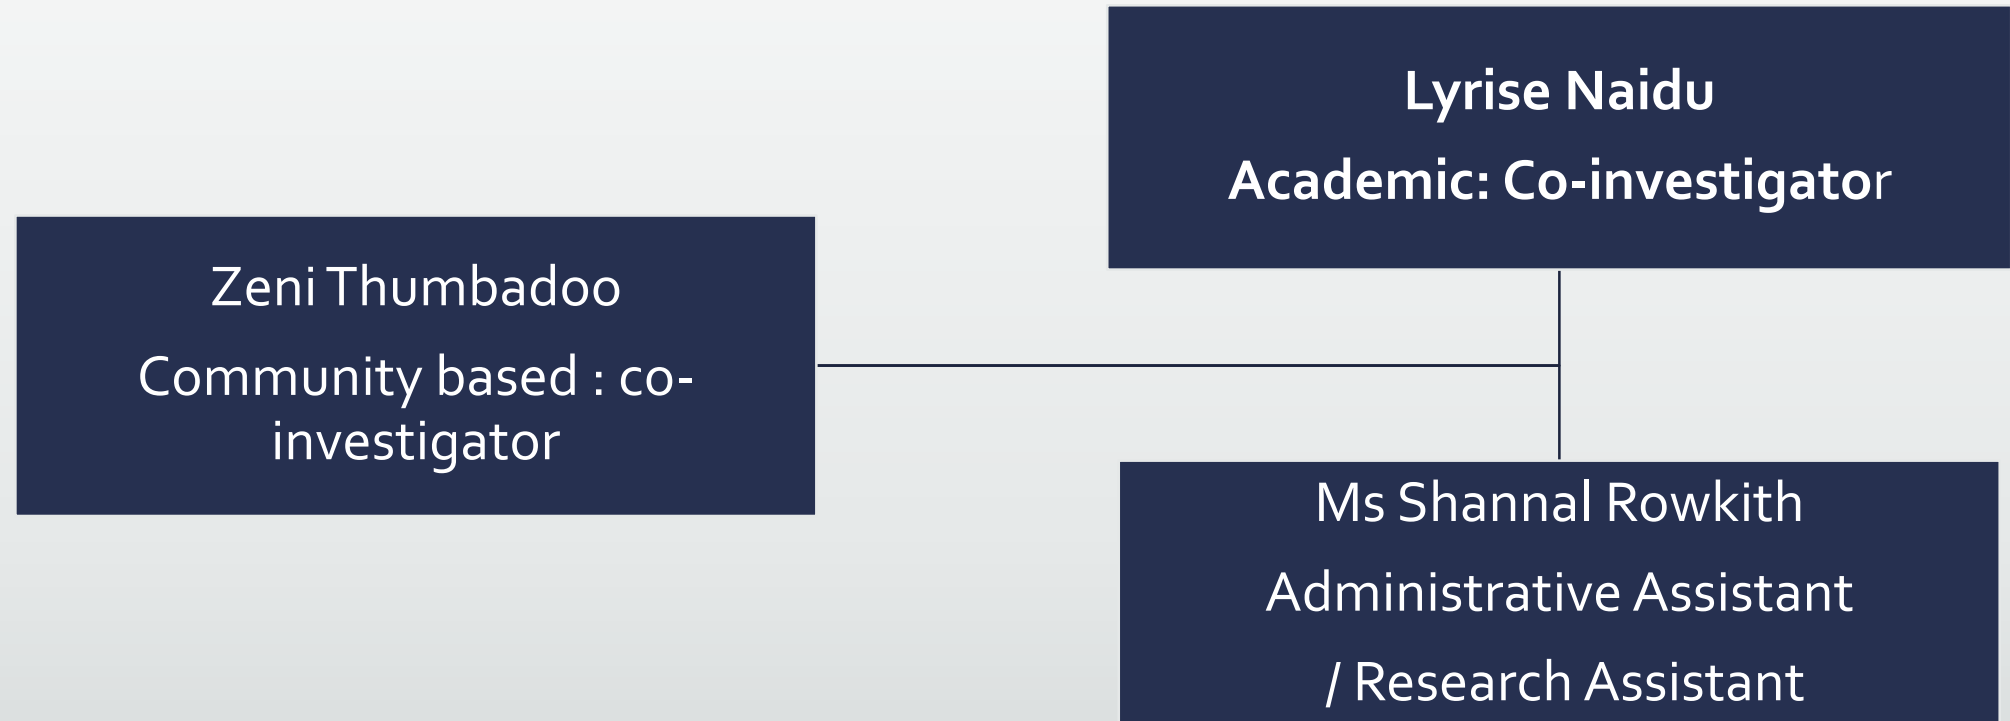 Lyrise Naidu
Academic: Co-investigator
Zeni Thumbadoo
Community based : co-
investigator
Ms Shannal Rowkith
Administrative Assistant
/ Research Assistant